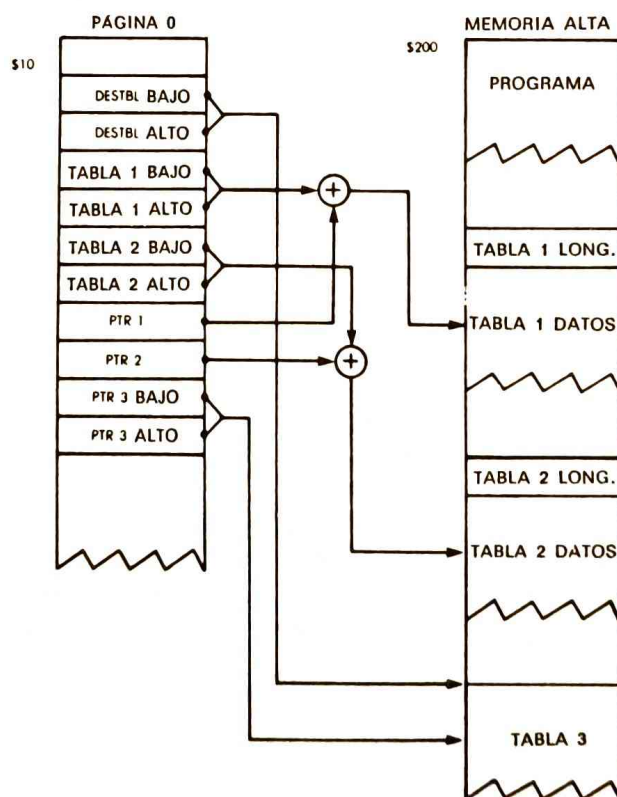 PÁGINA 0
$10
DESTBL BAJO
DESTBL ALTO
TABLA 1 BAJO
TABLA 1 ALTO
TABLA 2 BAJO
TABLA 2 ALTO
PTR 1
PTR 2
PTR 3 BAJO
PTR 3 ALTO
+
+
MEMORIA ALTA
$200
PROGRAMA
TABLA 1 LONG.
TABLA 1 DATOS
TABLA 2 LONG.
TABLA 2 DATOS
TABLA 3